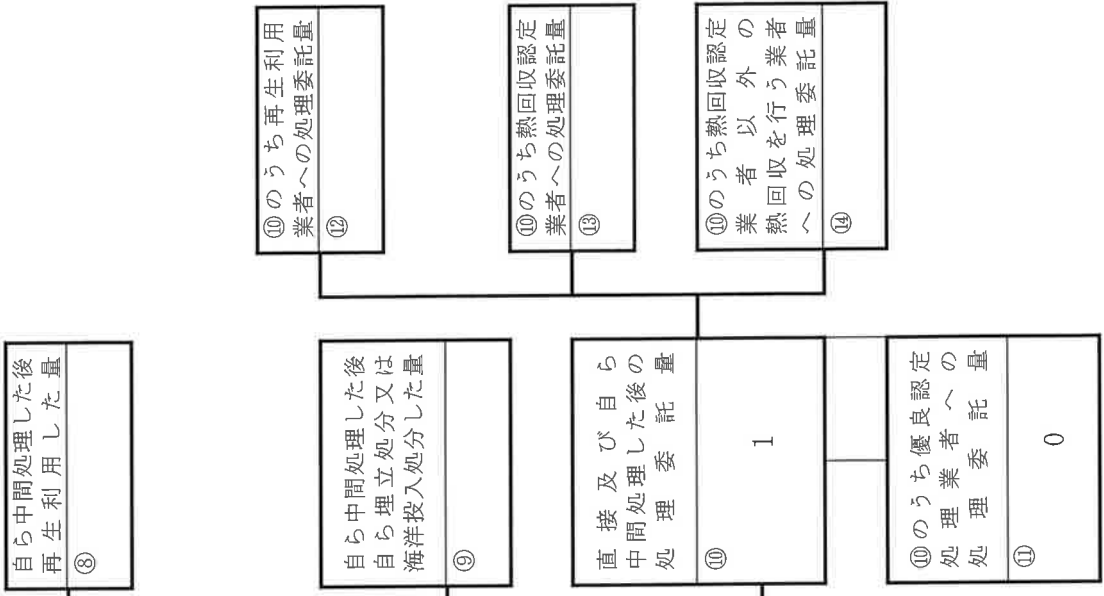 自ら中間処理した後
再生利用した量
⑧
自ら中間処理した後
自ら埋立処分又は
海洋投入処分した量
⑨
直接及び自ら
中間処理した後の
処理委託量
⑩
1
⑩のうち優良認定
処理業者への
処理委託量
⑪
0
⑩のうち再生利用
業者への処理委託量
⑫
⑩のうち熱回収認定
業者への処理委託量
⑬
⑩のうち熱回収認定
業者以外の
熱回収を行う業者
への処理委託量
⑭